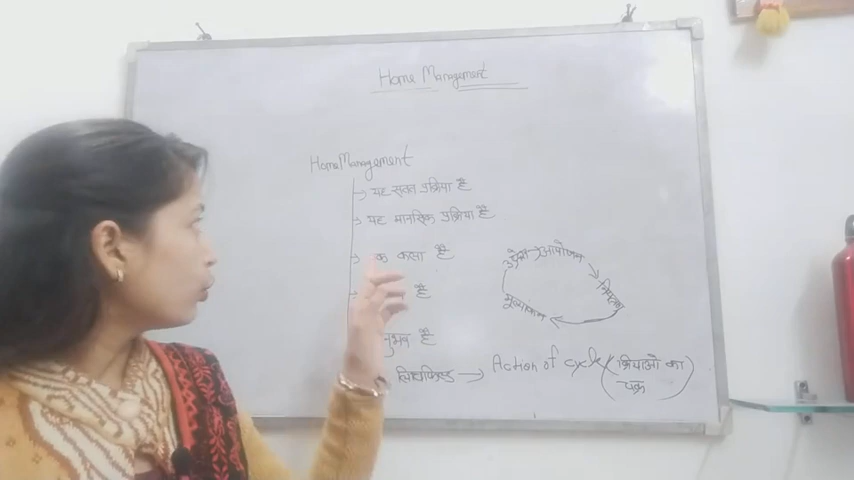 Home Management
Home Management
→ यह सतत प्रक्रिया है
→ यह मानसिक प्रक्रिया है
→ कला है
→ है
नुभव है
→ Action of cycle (क्रियाओं का
चक्र)
उद्देश्य → आयोजन
नियंत्रण
मूल्यांकन